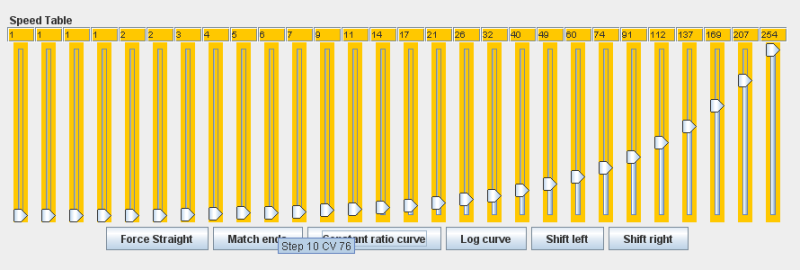 Speed Table
1 1 1 1 2 2 3 4 5 6 7 9 11 14 17 21 26 32 40 49 60 74 91 112 137 169 207 254
Force Straight Match ends Constant ratio curve Log curve Shift left Shift right
Step 10 CV 76